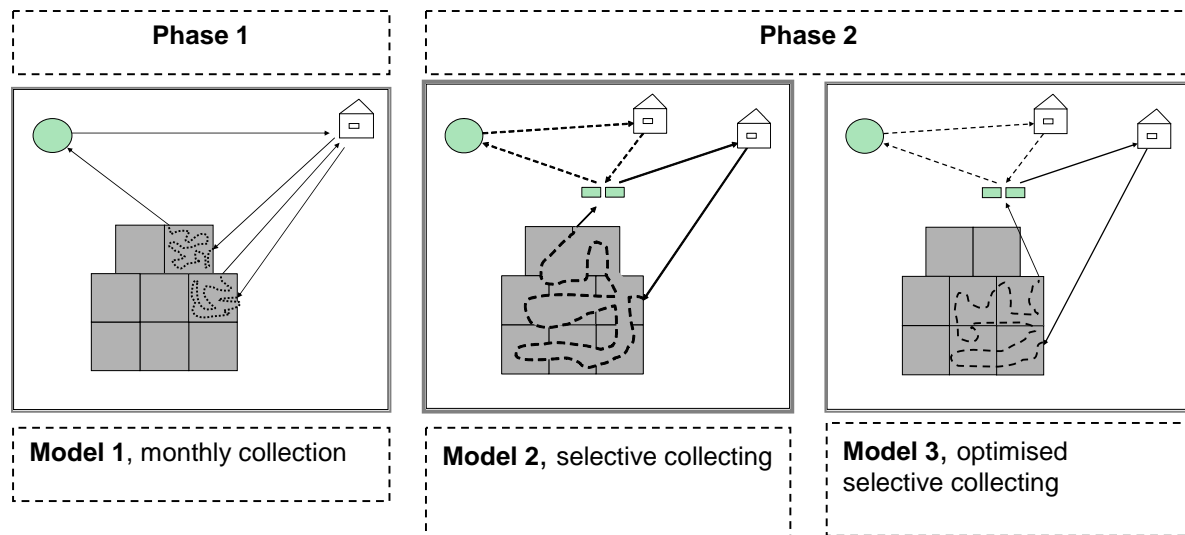 Phase 1
Phase 2
Model 1, monthly collection
Model 2, selective collecting
Model 3, optimised
selective collecting